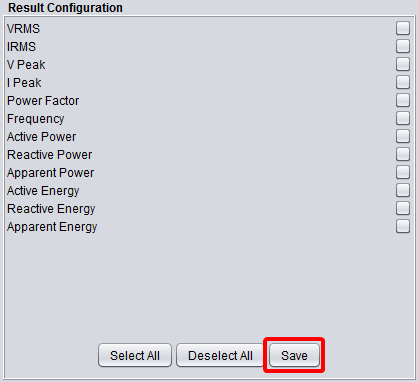 Result Configuration
VRMS
IRMS
V Peak
I Peak
Power Factor
Frequency
Active Power
Reactive Power
Apparent Power
Active Energy
Reactive Energy
Apparent Energy
Select All Deselect All Save